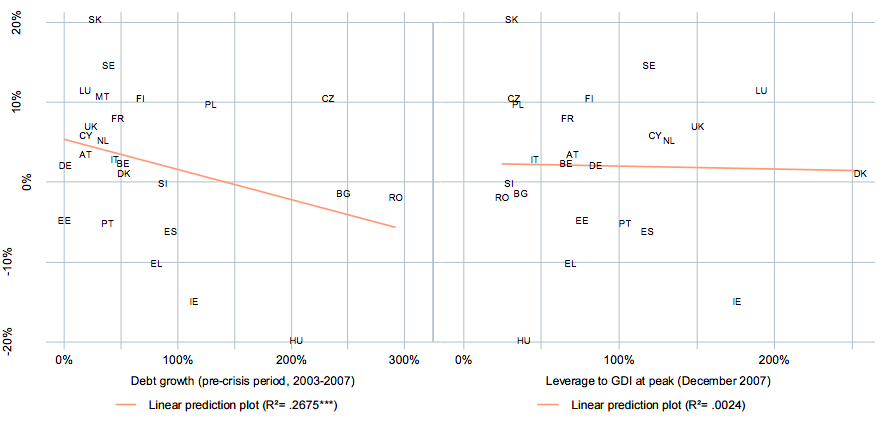 20%
SK
SK
SE
SE
LU
LU
MT
FI
CZ
CZ
FI
10%
PL
PL
FR
FR
UK
UK
CY
CY
NL
NL
AT
IT
AT
IT
DE
BE
BE
DE
DK
DK
0%
SI
SI
BG
RO
RO
BG
EE
PT
EE
PT
ES
ES
-10%
EL
EL
IE
IE
-20%
HU
HU
0% 100% 200% 300% 0% 100% 200%
Debt growth (pre-crisis period, 2003-2007) Leverage to GDI at peak (December 2007)
Linear prediction plot (R²= .2675***) Linear prediction plot (R²= .0024)